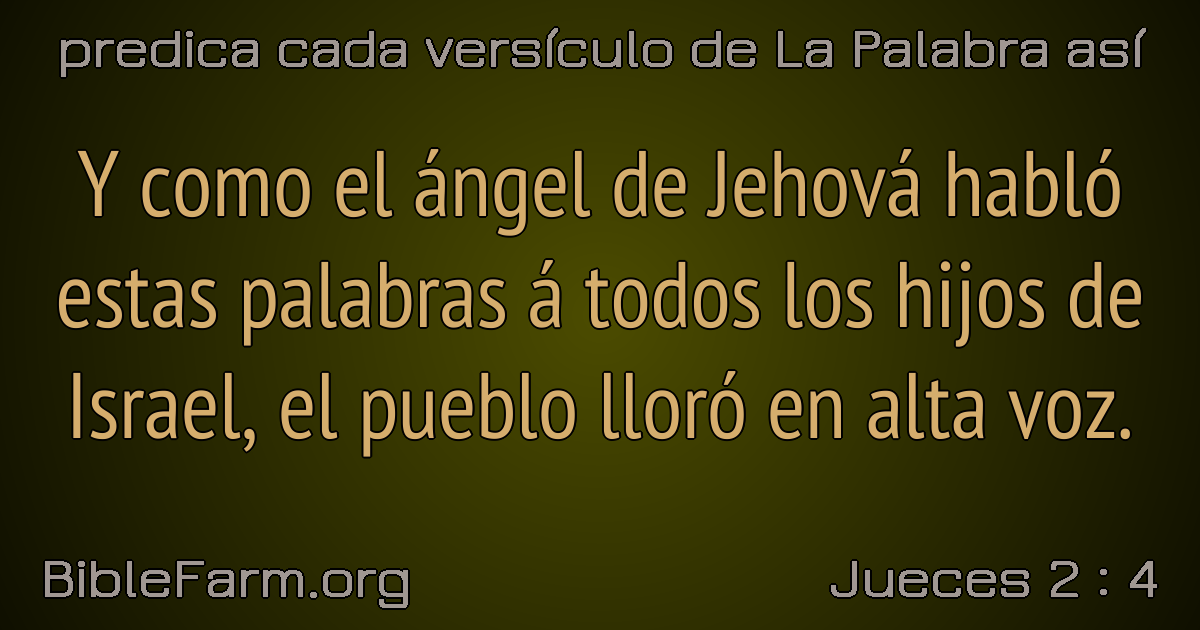 predica cada versículo de La Palabra así
Y como el ángel de Jehová habló
estas palabras á todos los hijos de
Israel, el pueblo lloró en alta voz.
BibleFarm.org
Jueces 2 : 4